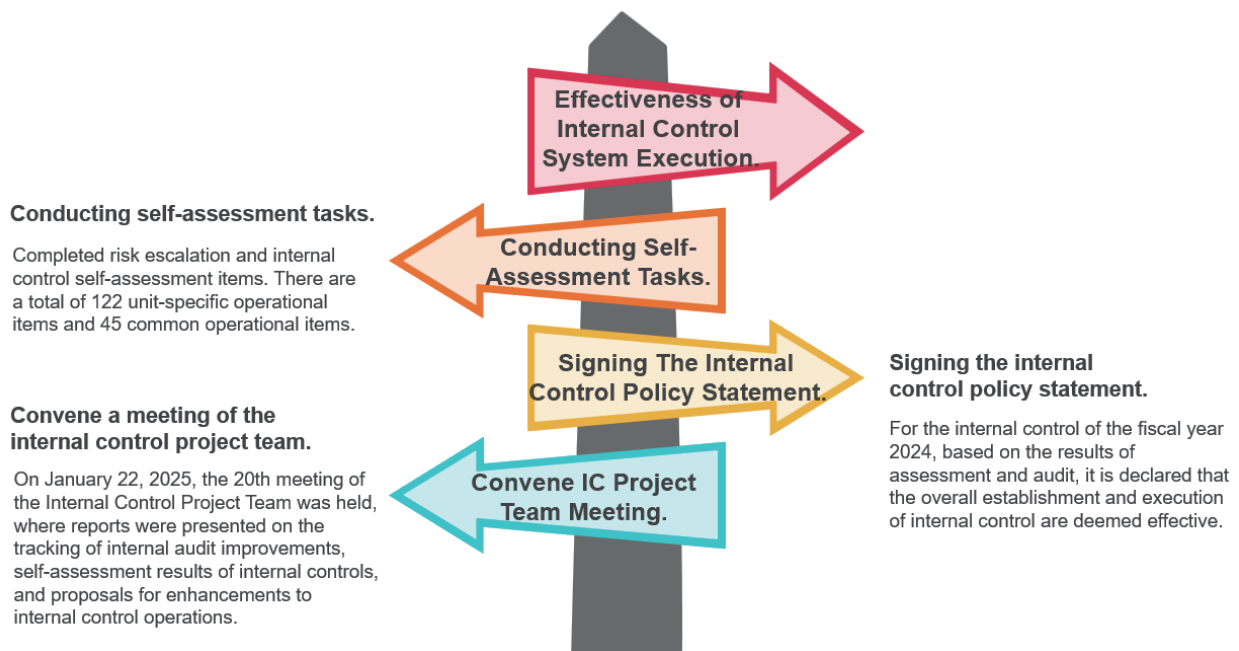 Effectiveness of
Internal Control
System Execution.
Conducting self-assessment tasks.
Completed risk escalation and internal
control self-assessment items. There are
a total of 122 unit-specific operational
items and 45 common operational items.
Conducting Self-
Assessment Tasks.
Signing The Internal
Control Policy Statement.
Signing the internal
control policy statement.
For the internal control of the fiscal year
2024, based on the results of
assessment and audit, it is declared that
the overall establishment and execution
of internal control are deemed effective.
Convene a meeting of the
internal control project team.
On January 22, 2025, the 20th meeting of
the Internal Control Project Team was held,
where reports were presented on the
tracking of internal audit improvements,
self-assessment results of internal controls,
and proposals for enhancements to
internal control operations.
Convene IC Project
Team Meeting.